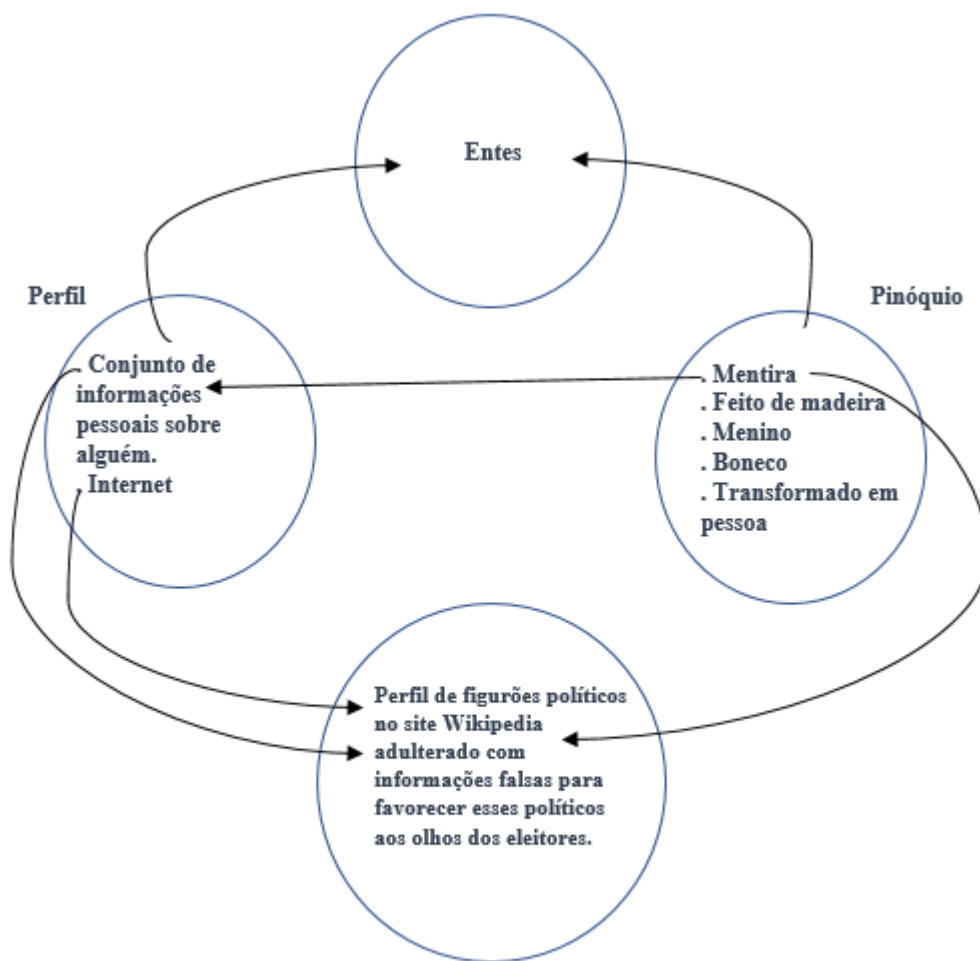 Entes
Perfil
Pinóquio
. Conjunto de
informações
pessoais sobre
alguém.
. Internet
. Mentira
. Feito de madeira
. Menino
. Boneco
. Transformado em
pessoa
Perfil de figurões políticos
no site Wikipedia
adulterado com
informações falsas para
favorecer esses políticos
aos olhos dos eleitores.